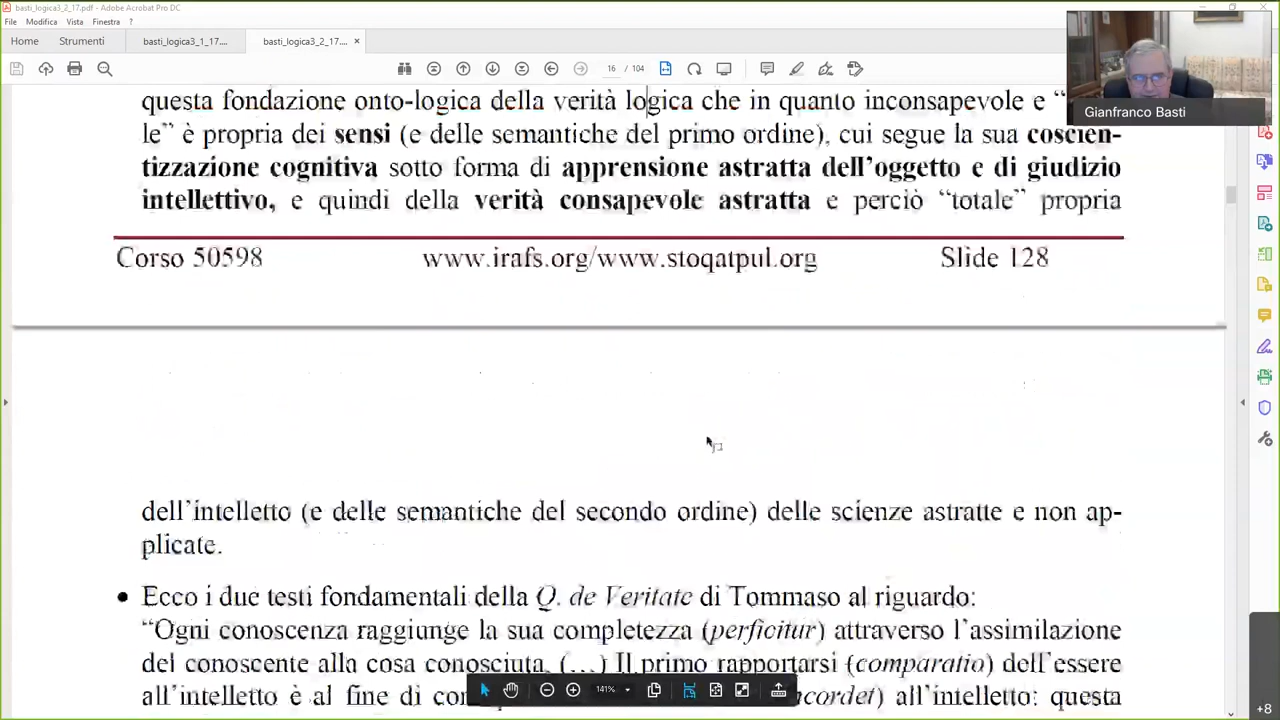 basti_logica3_2_17.pdf - Adobe Acrobat Pro DC
File Modifica Vista Finestra ?
Home Strumenti basti_logica3_1_17.... basti_logica3_2_17.... ×
16 / 104
Gianfranco Basti
questa fondazione onto-logica della verità logica che in quanto inconsapevole e “
le” è propria dei sensi (e delle semantiche del primo ordine), cui segue la sua coscien-
tizzazione cognitiva sotto forma di apprensione astratta dell’oggetto e di giudizio
intellettivo, e quindi della verità consapevole astratta e perciò “totale” propria
Corso 50598 www.irafs.org/www.stoqatpul.org Slide 128
dell’intelletto (e delle semantiche del secondo ordine) delle scienze astratte e non ap-
plicate.
• Ecco i due testi fondamentali della Q. de Veritate di Tommaso al riguardo:
“Ogni conoscenza raggiunge la sua completezza (perficitur) attraverso l’assimilazione
del conoscente alla cosa conosciuta. (…) Il primo rapportarsi (comparatio) dell’essere
all’intelletto è al fine di all’intelletto: questa
141%
+8